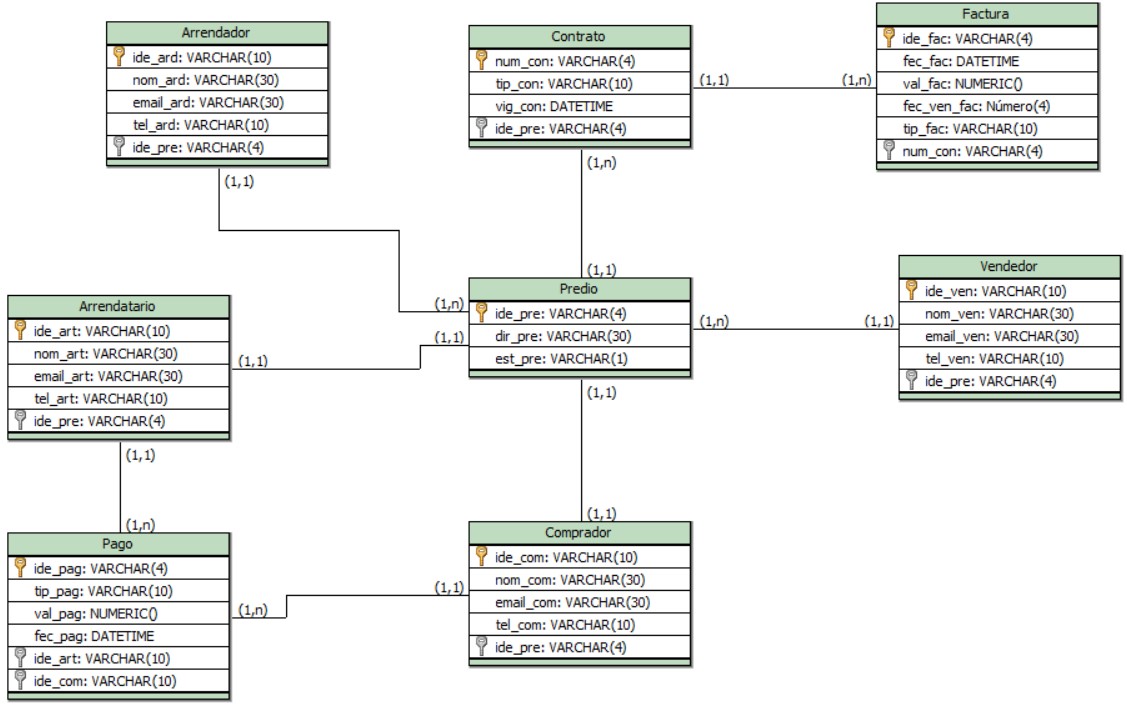 Arrendador
ide_ard: VARCHAR(10)
nom_ard: VARCHAR(30)
email_ard: VARCHAR(30)
tel_ard: VARCHAR(10)
ide_pre: VARCHAR(4)
(1,1)
Contrato
num_con: VARCHAR(4)
tip_con: VARCHAR(10)
vig_con: DATETIME
ide_pre: VARCHAR(4)
(1,1)
(1,n)
(1,n)
Factura
ide_fac: VARCHAR(4)
fec_fac: DATETIME
val_fac: NUMERIC()
fec_ven_fac: Número(4)
tip_fac: VARCHAR(10)
num_con: VARCHAR(4)
Arrendatario
ide_art: VARCHAR(10)
nom_art: VARCHAR(30)
email_art: VARCHAR(30)
tel_art: VARCHAR(10)
ide_pre: VARCHAR(4)
(1,1)
(1,1)
(1,n)
(1,1)
(1,1)
Predio
ide_pre: VARCHAR(4)
dir_pre: VARCHAR(30)
est_pre: VARCHAR(1)
(1,n)
(1,1)
(1,1)
Vendedor
ide_ven: VARCHAR(10)
nom_ven: VARCHAR(30)
email_ven: VARCHAR(30)
tel_ven: VARCHAR(10)
ide_pre: VARCHAR(4)
(1,n)
Pago
ide_pag: VARCHAR(4)
tip_pag: VARCHAR(10)
val_pag: NUMERIC()
fec_pag: DATETIME
ide_art: VARCHAR(10)
ide_com: VARCHAR(10)
(1,n)
(1,1)
(1,1)
Comprador
ide_com: VARCHAR(10)
nom_com: VARCHAR(30)
email_com: VARCHAR(30)
tel_com: VARCHAR(10)
ide_pre: VARCHAR(4)